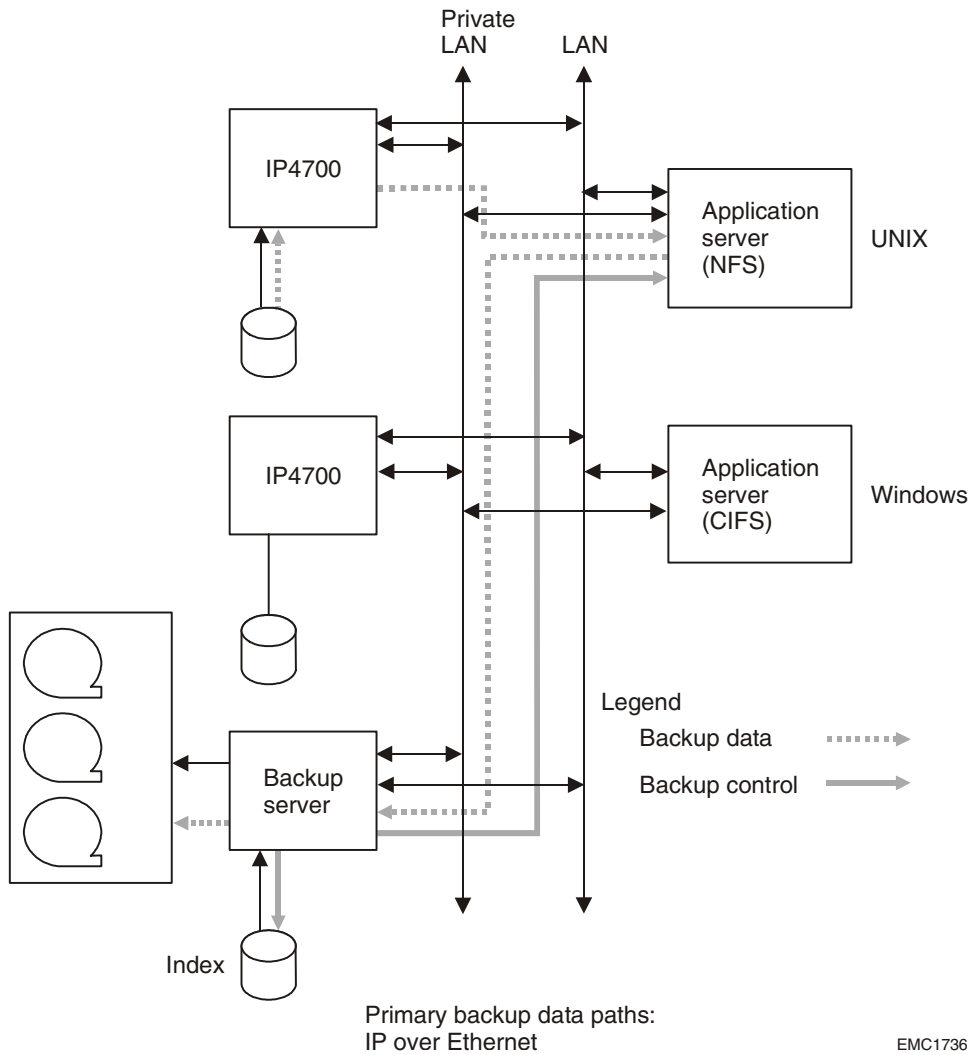 Private
LAN
LAN
IP4700
Application
server
(NFS)
UNIX
IP4700
Application
server
(CIFS)
Windows
Legend
Backup data
Backup control
Backup
server
Index
Primary backup data paths:
IP over Ethernet
EMC1736